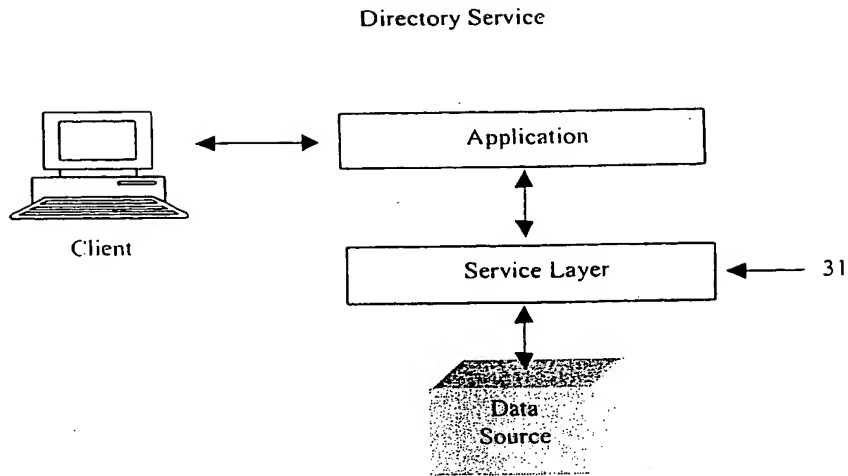 Directory Service
Application
Client
Service Layer
31
Data
Source